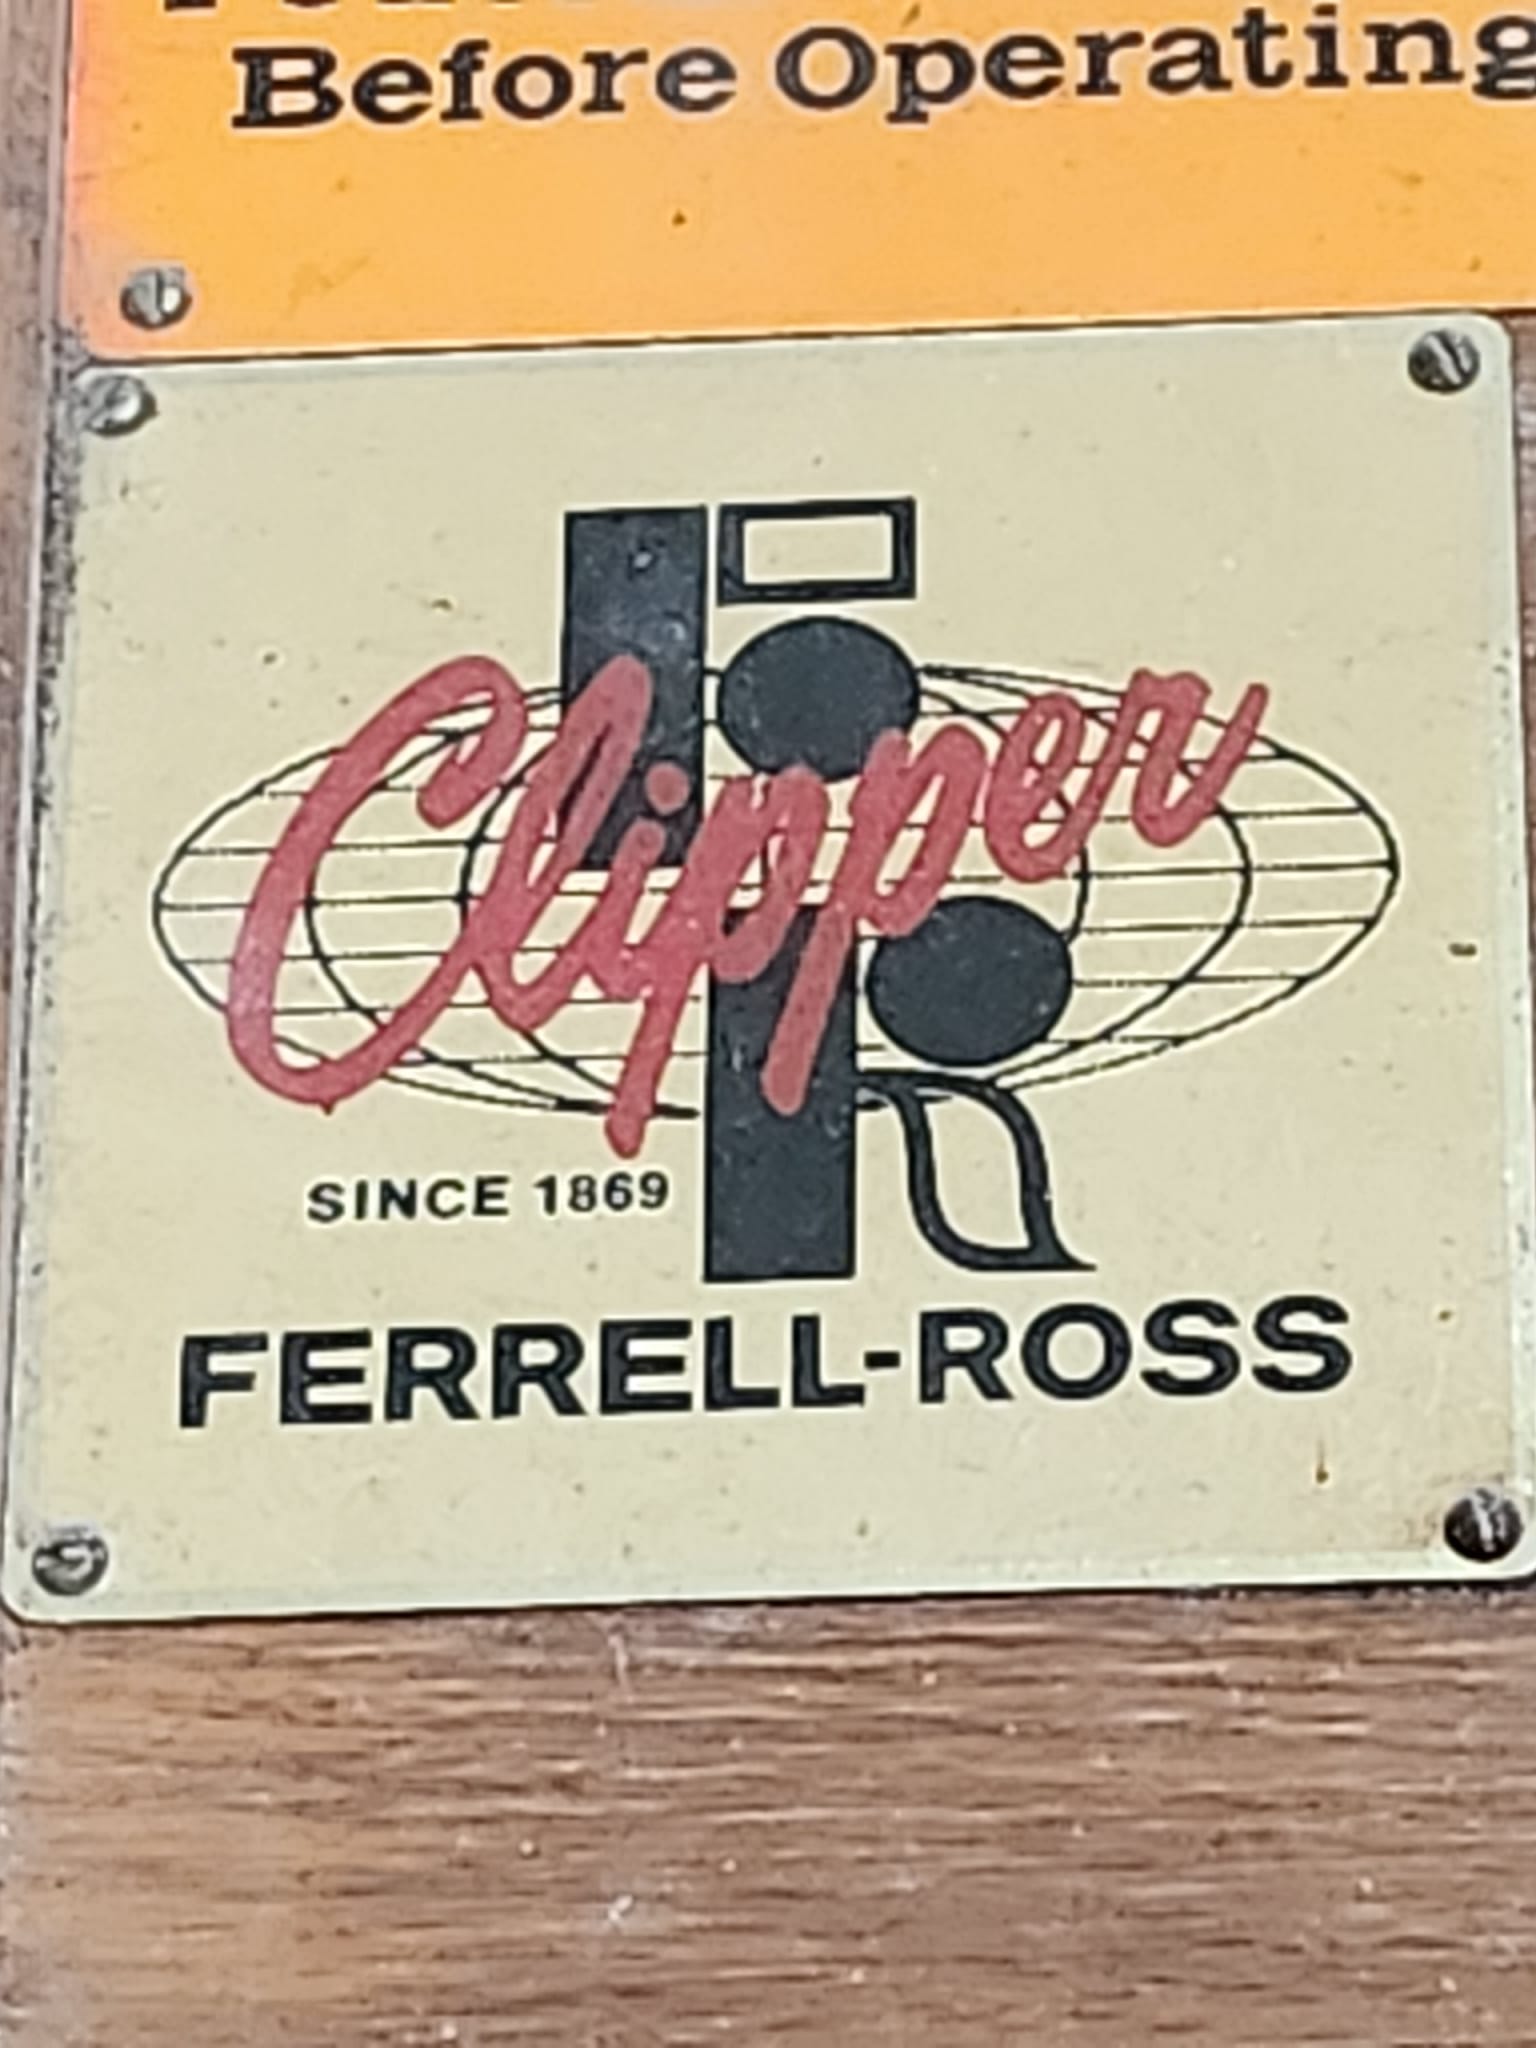 Before Operating
Clipper
SINCE 1869
FERRELL-ROSS